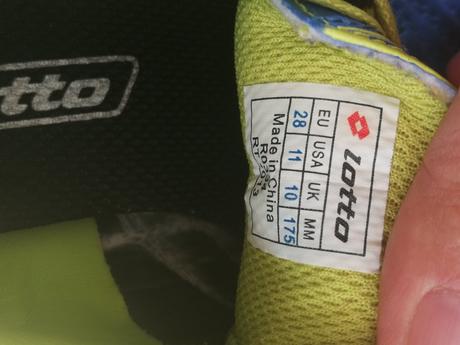 otto
lotto
EU USA UK MM
28 11 10 175
Made in China